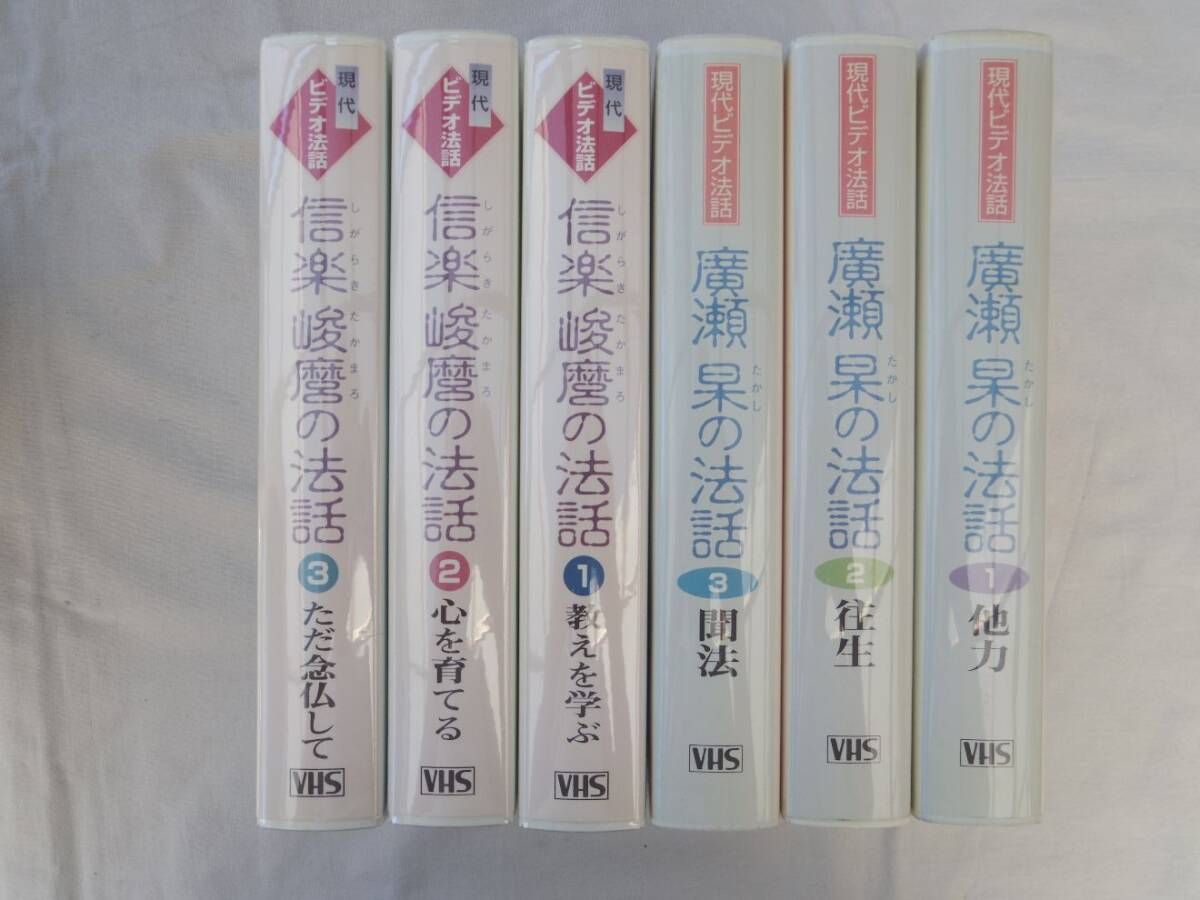 現代
ビデオ法話
信楽 峻麿の法話
しがらき たかまろ
3
ただ念仏して
VHS
現代
ビデオ法話
信楽 峻麿の法話
しがらき たかまろ
2
心を育てる
VHS
現代
ビデオ法話
信楽 峻麿の法話
しがらき たかまろ
1
教えを学ぶ
VHS
現代ビデオ法話
廣瀬 杲の法話
たかし
3
聞法
VHS
現代ビデオ法話
廣瀬 杲の法話
たかし
2
往生
VHS
現代ビデオ法話
廣瀬 杲の法話
たかし
1
他力
VHS